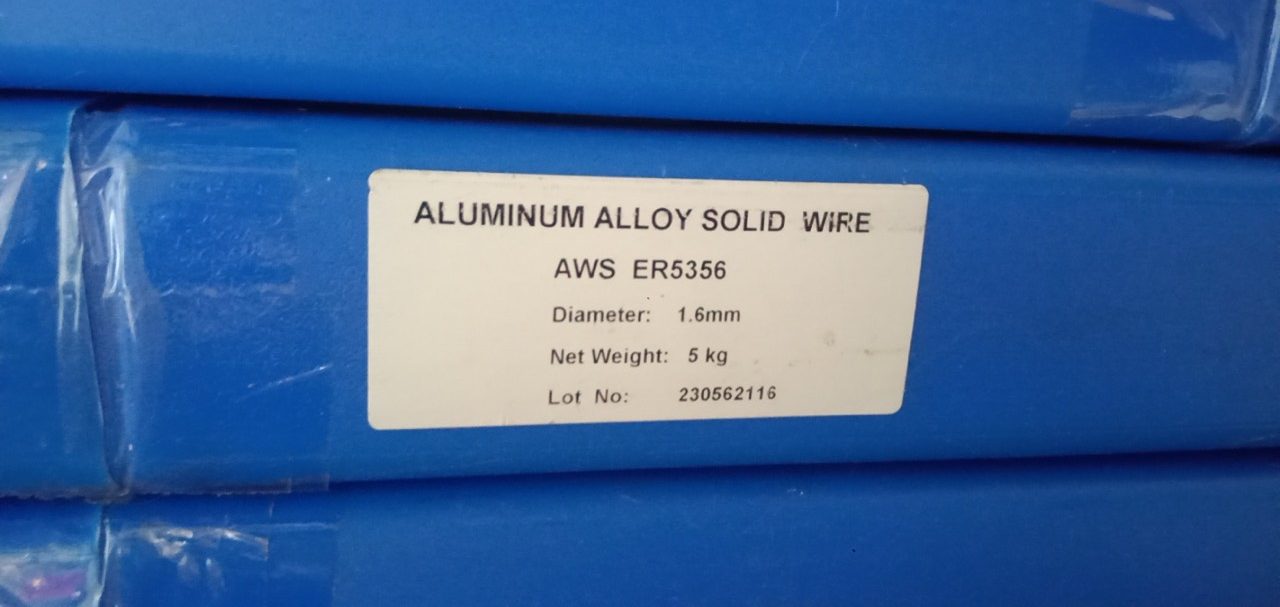 ALUMINUM ALLOY SOLID WIRE
AWS ER5356
Diameter: 1.6mm
Net Weight: 5 kg
Lot No: 230562116